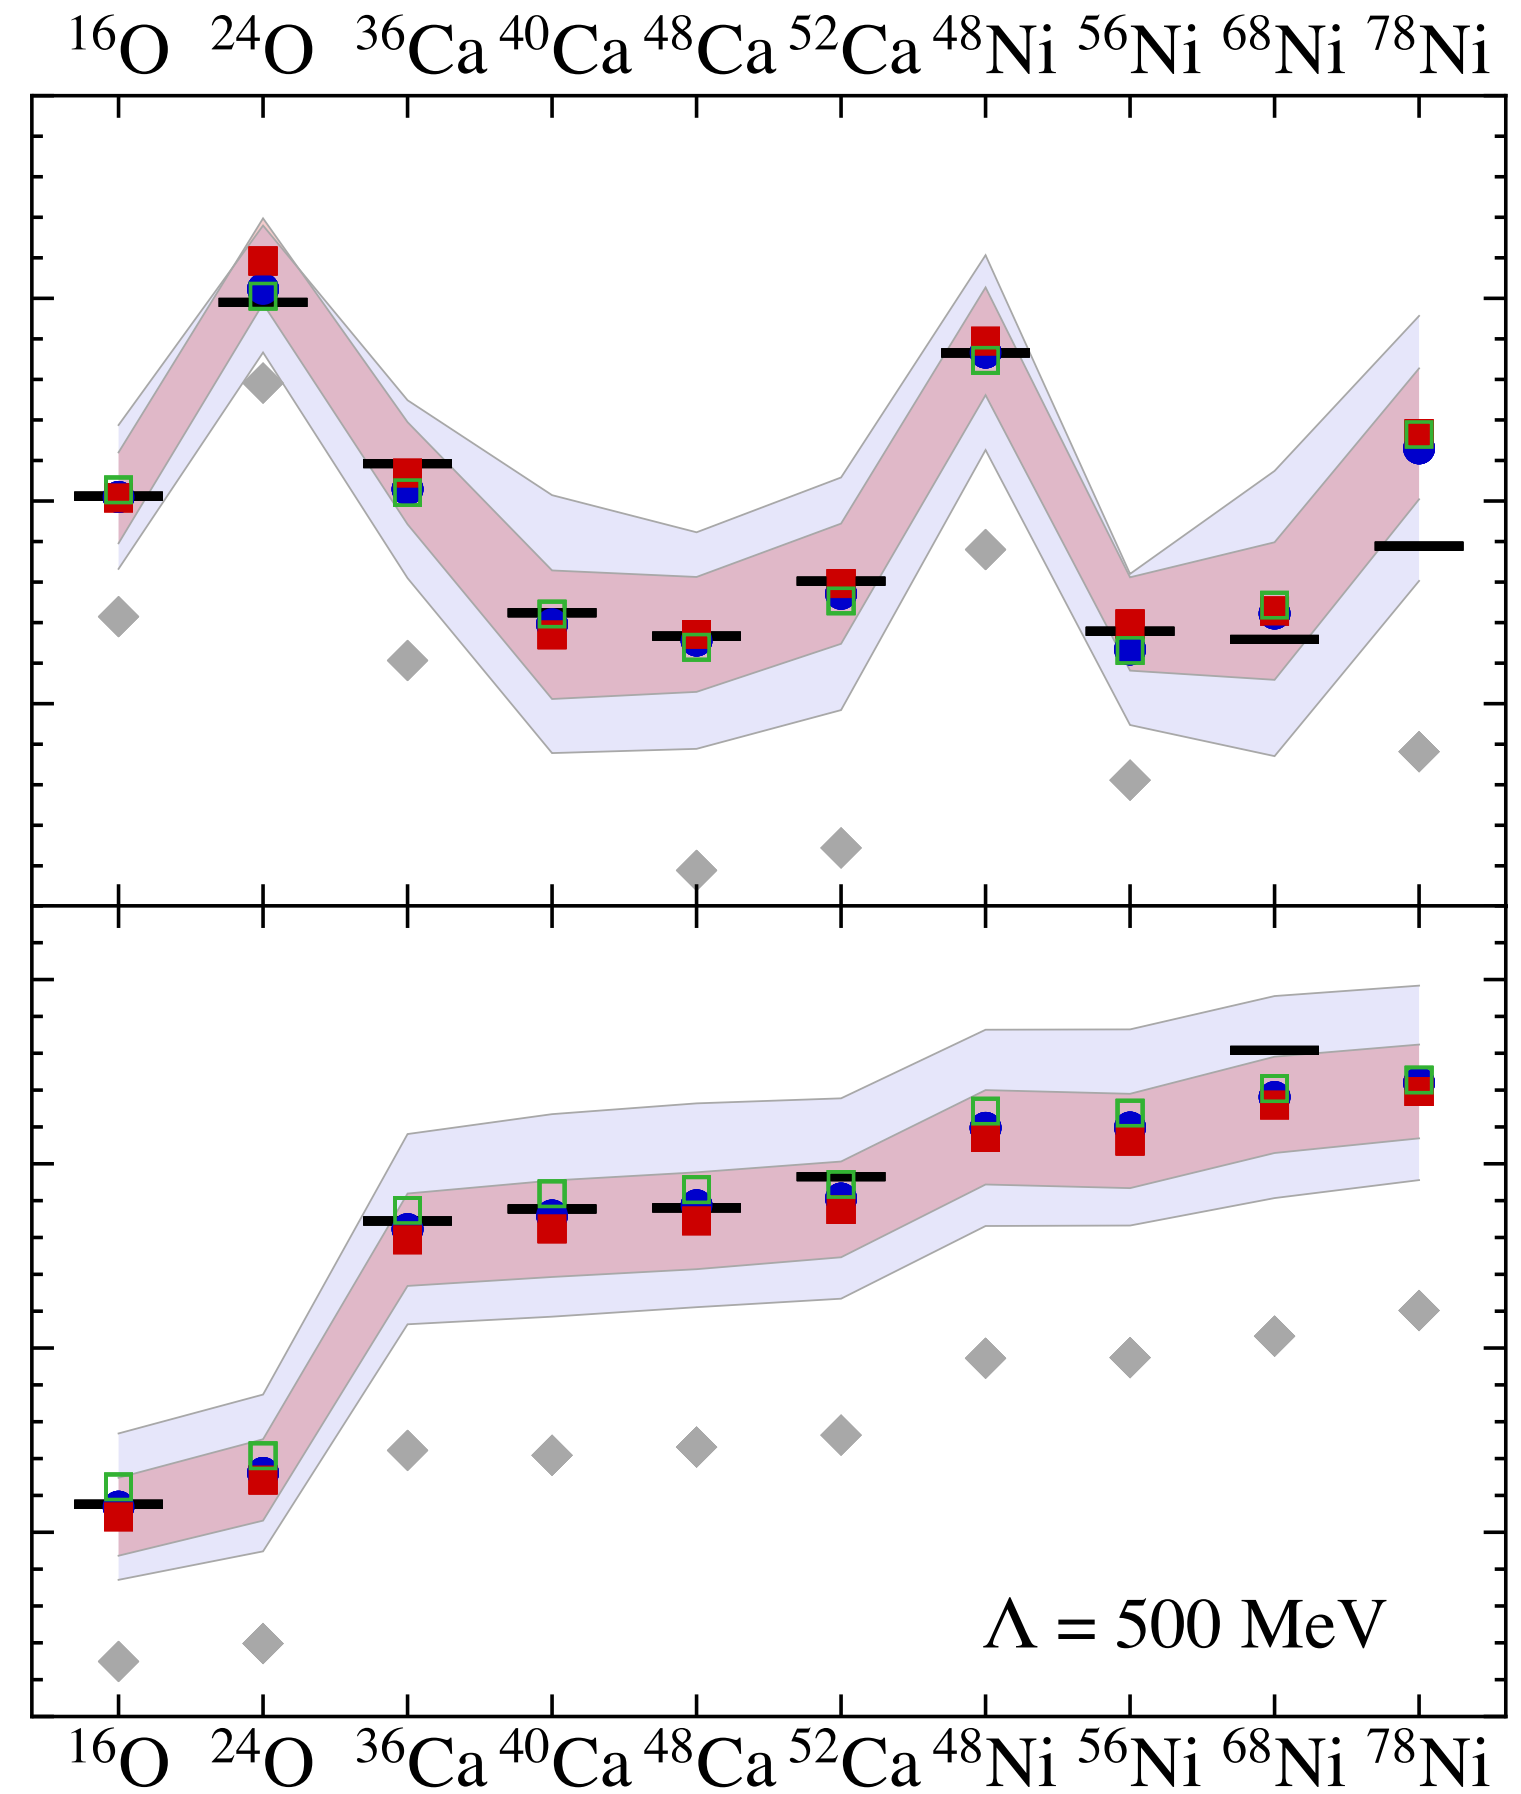 ¹⁶O ²⁴O ³⁶Ca ⁴⁰Ca ⁴⁸Ca ⁵²Ca ⁴⁸Ni ⁵⁶Ni ⁶⁸Ni ⁷⁸Ni
Λ = 500 MeV
¹⁶O ²⁴O ³⁶Ca ⁴⁰Ca ⁴⁸Ca ⁵²Ca ⁴⁸Ni ⁵⁶Ni ⁶⁸Ni ⁷⁸Ni